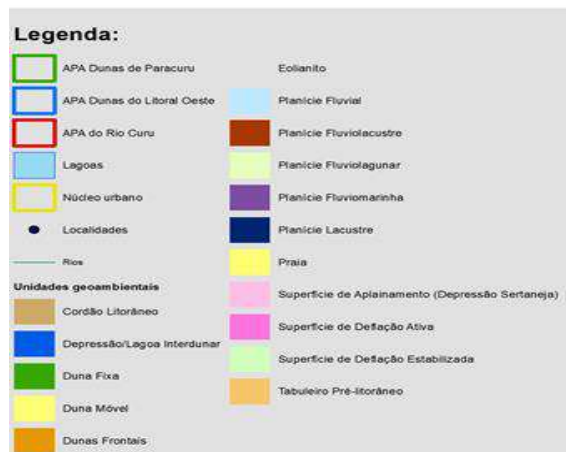 Legenda:
APA Dunas de Paracuru
APA Dunas do Litoral Oeste
APA do Rio Curu
Lagoas
Núcleo urbano
Localidades
Rios
Unidades geoambientais
Cordão Litorâneo
Depressão/Lagoa Interdunar
Duna Fixa
Duna Móvel
Dunas Frontais
Eolianito
Planície Fluvial
Planície Fluviolacustre
Planície Fluviolagunar
Planície Fluviomarinha
Planície Lacustre
Praia
Superfície de Aplainamento (Depressão Sertaneja)
Superfície de Deflação Ativa
Superfície de Deflação Estabilizada
Tabuleiro Pré-litorâneo